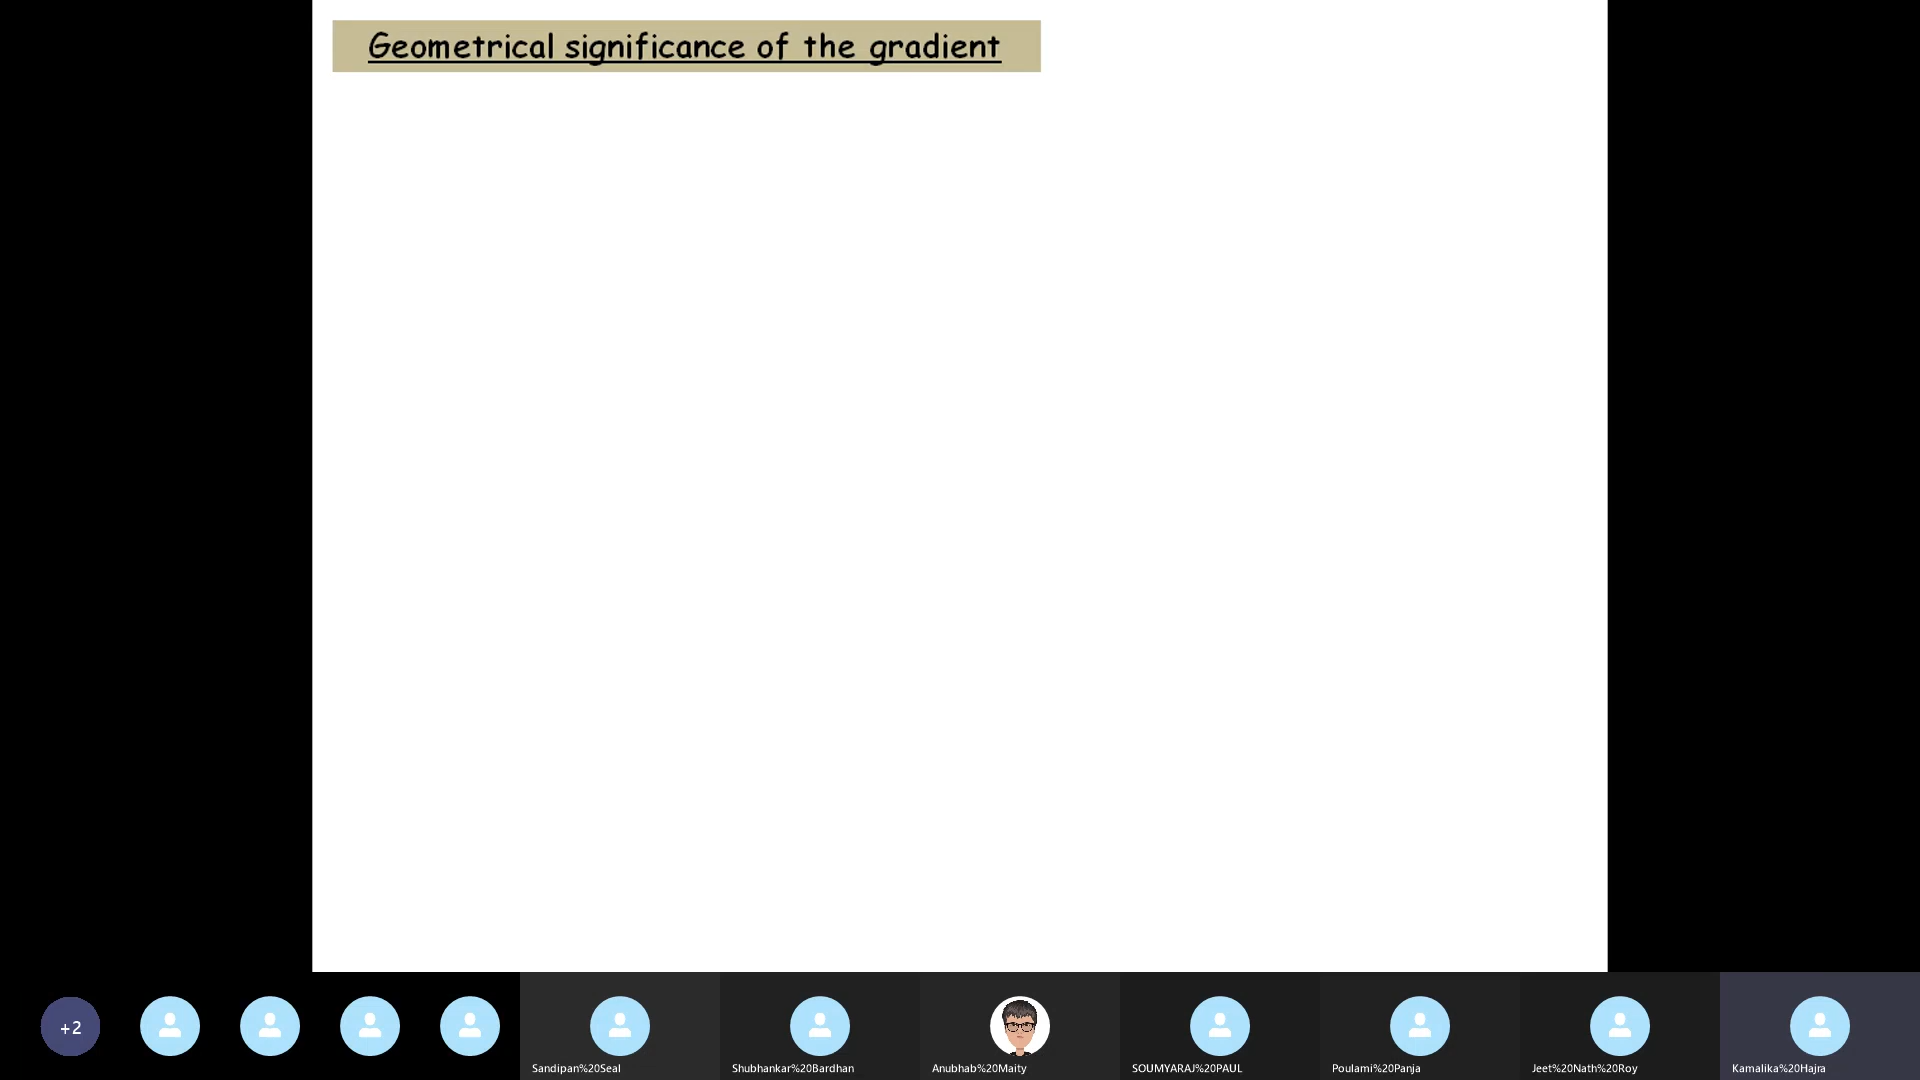 Geometrical significance of the gradient
+2
Sandipan%20Seal
Shubhankar%20Bardhan
Anubhab%20Maity
SOUMYARAJ%20PAUL
Poulami%20Panja
Jeet%20Nath%20Roy
Kamalika%20Hajra